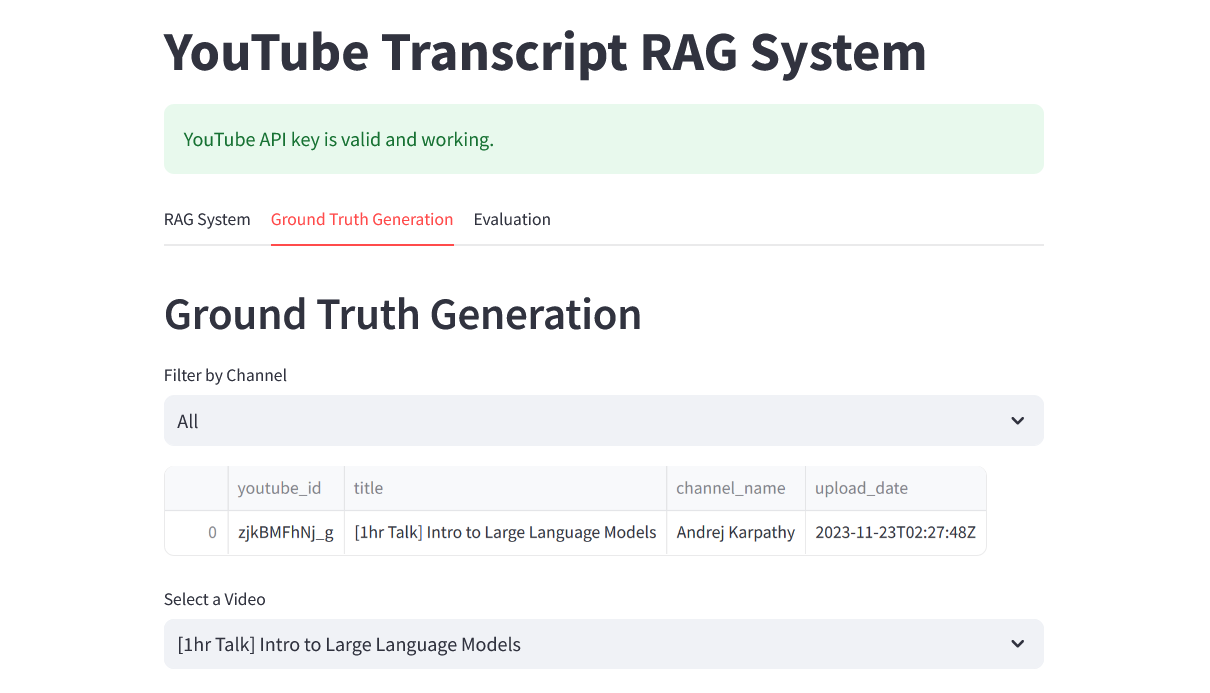 YouTube Transcript RAG System
YouTube API key is valid and working.
RAG System Ground Truth Generation Evaluation
Ground Truth Generation
Filter by Channel
All
youtube_id title channel_name upload_date
0 zjkBMFhNj_g [1hr Talk] Intro to Large Language Models Andrej Karpathy 2023-11-23T02:27:48Z
Select a Video
[1hr Talk] Intro to Large Language Models